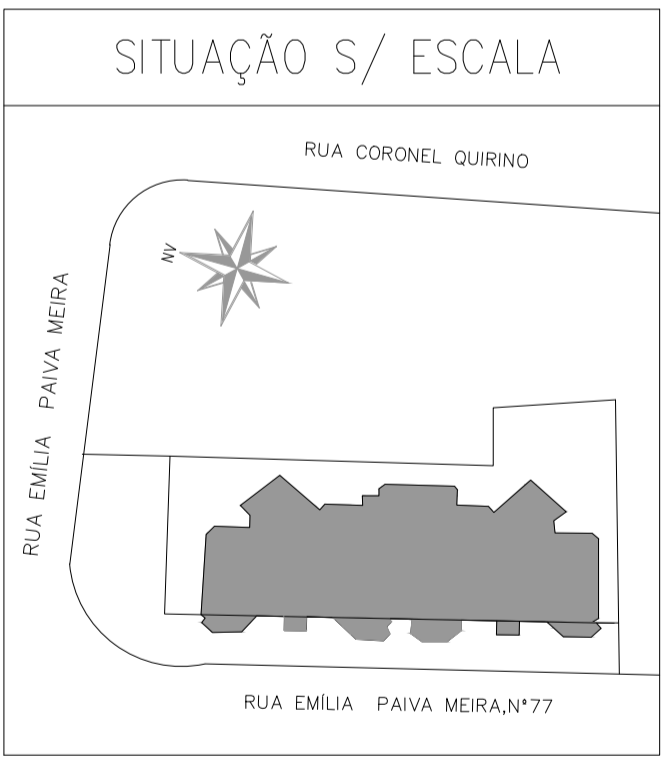 SITUAÇÃO S/ ESCALA
RUA CORONEL QUIRINO
NV
RUA EMÍLIA PAIVA MEIRA
RUA EMÍLIA PAIVA MEIRA,N°77